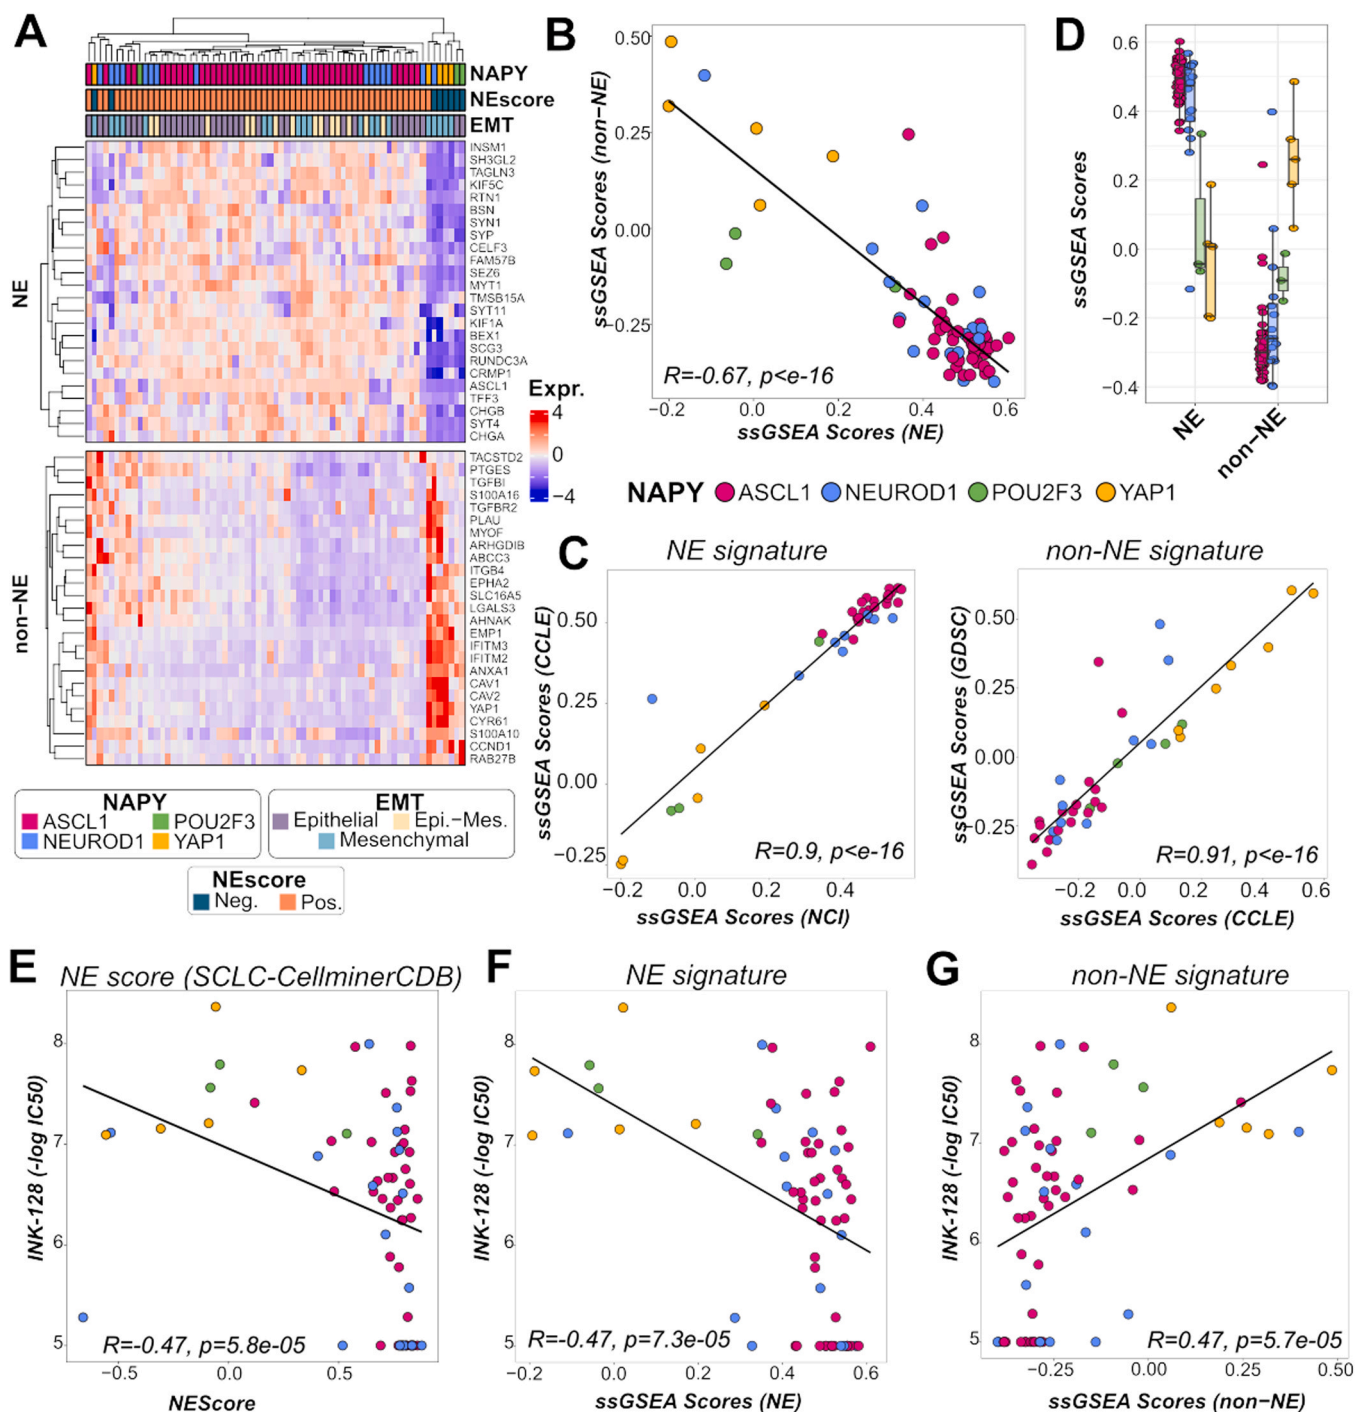 A
NAPY
NEscore
EMT
NE
INSM1
SH3GL2
TAGLN3
KIF5C
RTN1
BSN
SYN1
SYP
CELF3
FAM57B
SEZ6
MYT1
TMSB15A
SYT11
KIF1A
BEX1
SCG3
RUNDC3A
CRMP1
ASCL1
TFF3
CHGB
SYT4
CHGA
Expr.
4
0
−4
non−NE
TACSTD2
PTGES
TGFBI
S100A16
TGFBR2
PLAU
MYOF
ARHGDIB
ABCC3
ITGB4
EPHA2
SLC16A5
LGALS3
AHNAK
EMP1
IFITM3
IFITM2
ANXA1
CAV1
CAV2
YAP1
CYR61
S100A10
CCND1
RAB27B
NAPY
ASCL1 POU2F3
NEUROD1 YAP1
EMT
Epithelial Epi.−Mes.
Mesenchymal
NEscore
Neg. Pos.
B
ssGSEA Scores (non−NE)
0.50
0.25
0.00
−0.25
R=−0.67, p<e−16
−0.2 0.0 0.2 0.4 0.6
ssGSEA Scores (NE)
D
ssGSEA Scores
0.6
0.4
0.2
0.0
−0.2
−0.4
NE
non−NE
NAPY ASCL1 NEUROD1 POU2F3 YAP1
C
NE signature
ssGSEA Scores (CCLE)
0.50
0.25
0.00
−0.25
R=0.9, p<e−16
−0.2 0.0 0.2 0.4
ssGSEA Scores (NCI)
non−NE signature
ssGSEA Scores (GDSC)
0.50
0.25
0.00
−0.25
R=0.91, p<e−16
−0.2 0.0 0.2 0.4 0.6
ssGSEA Scores (CCLE)
E
NE score (SCLC-CellminerCDB)
INK-128 (-log IC50)
8
7
6
5
R=−0.47, p=5.8e−05
−0.5 0.0 0.5
NEScore
F
NE signature
INK-128 (-log IC50)
8
7
6
5
R=−0.47, p=7.3e−05
−0.2 0.0 0.2 0.4 0.6
ssGSEA Scores (NE)
G
non−NE signature
INK-128 (-log IC50)
8
7
6
5
R=0.47, p=5.7e−05
−0.25 0.00 0.25 0.50
ssGSEA Scores (non−NE)